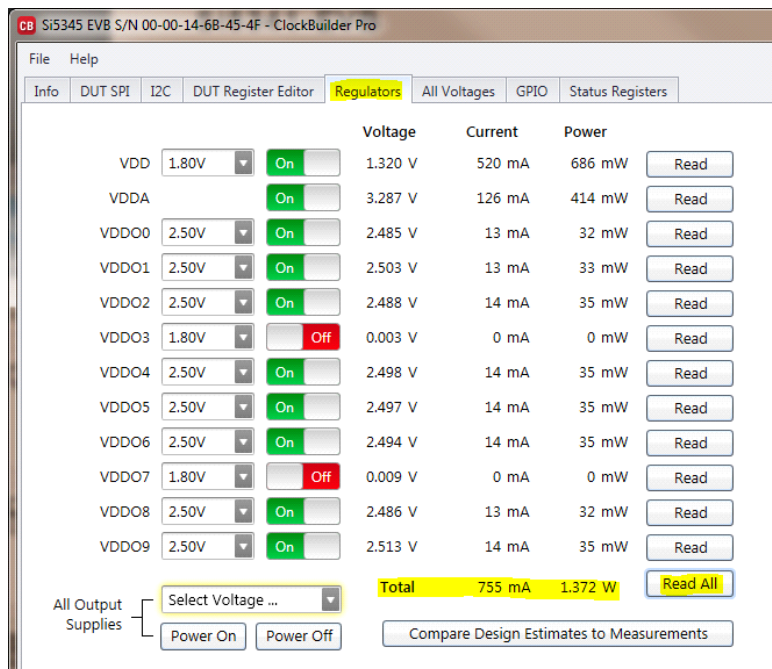 CB Si5345 EVB S/N 00-00-14-6B-45-4F - ClockBuilder Pro
File Help
Info DUT SPI I2C DUT Register Editor Regulators All Voltages GPIO Status Registers
Voltage Current Power
VDD 1.80V On 1.320 V 520 mA 686 mW Read
VDDA On 3.287 V 126 mA 414 mW Read
VDDO0 2.50V On 2.485 V 13 mA 32 mW Read
VDDO1 2.50V On 2.503 V 13 mA 33 mW Read
VDDO2 2.50V On 2.488 V 14 mA 35 mW Read
VDDO3 1.80V Off 0.003 V 0 mA 0 mW Read
VDDO4 2.50V On 2.498 V 14 mA 35 mW Read
VDDO5 2.50V On 2.497 V 14 mA 35 mW Read
VDDO6 2.50V On 2.494 V 14 mA 35 mW Read
VDDO7 1.80V Off 0.009 V 0 mA 0 mW Read
VDDO8 2.50V On 2.486 V 13 mA 32 mW Read
VDDO9 2.50V On 2.513 V 14 mA 35 mW Read
Total 755 mA 1.372 W Read All
All Output Supplies
Select Voltage ...
Power On Power Off
Compare Design Estimates to Measurements